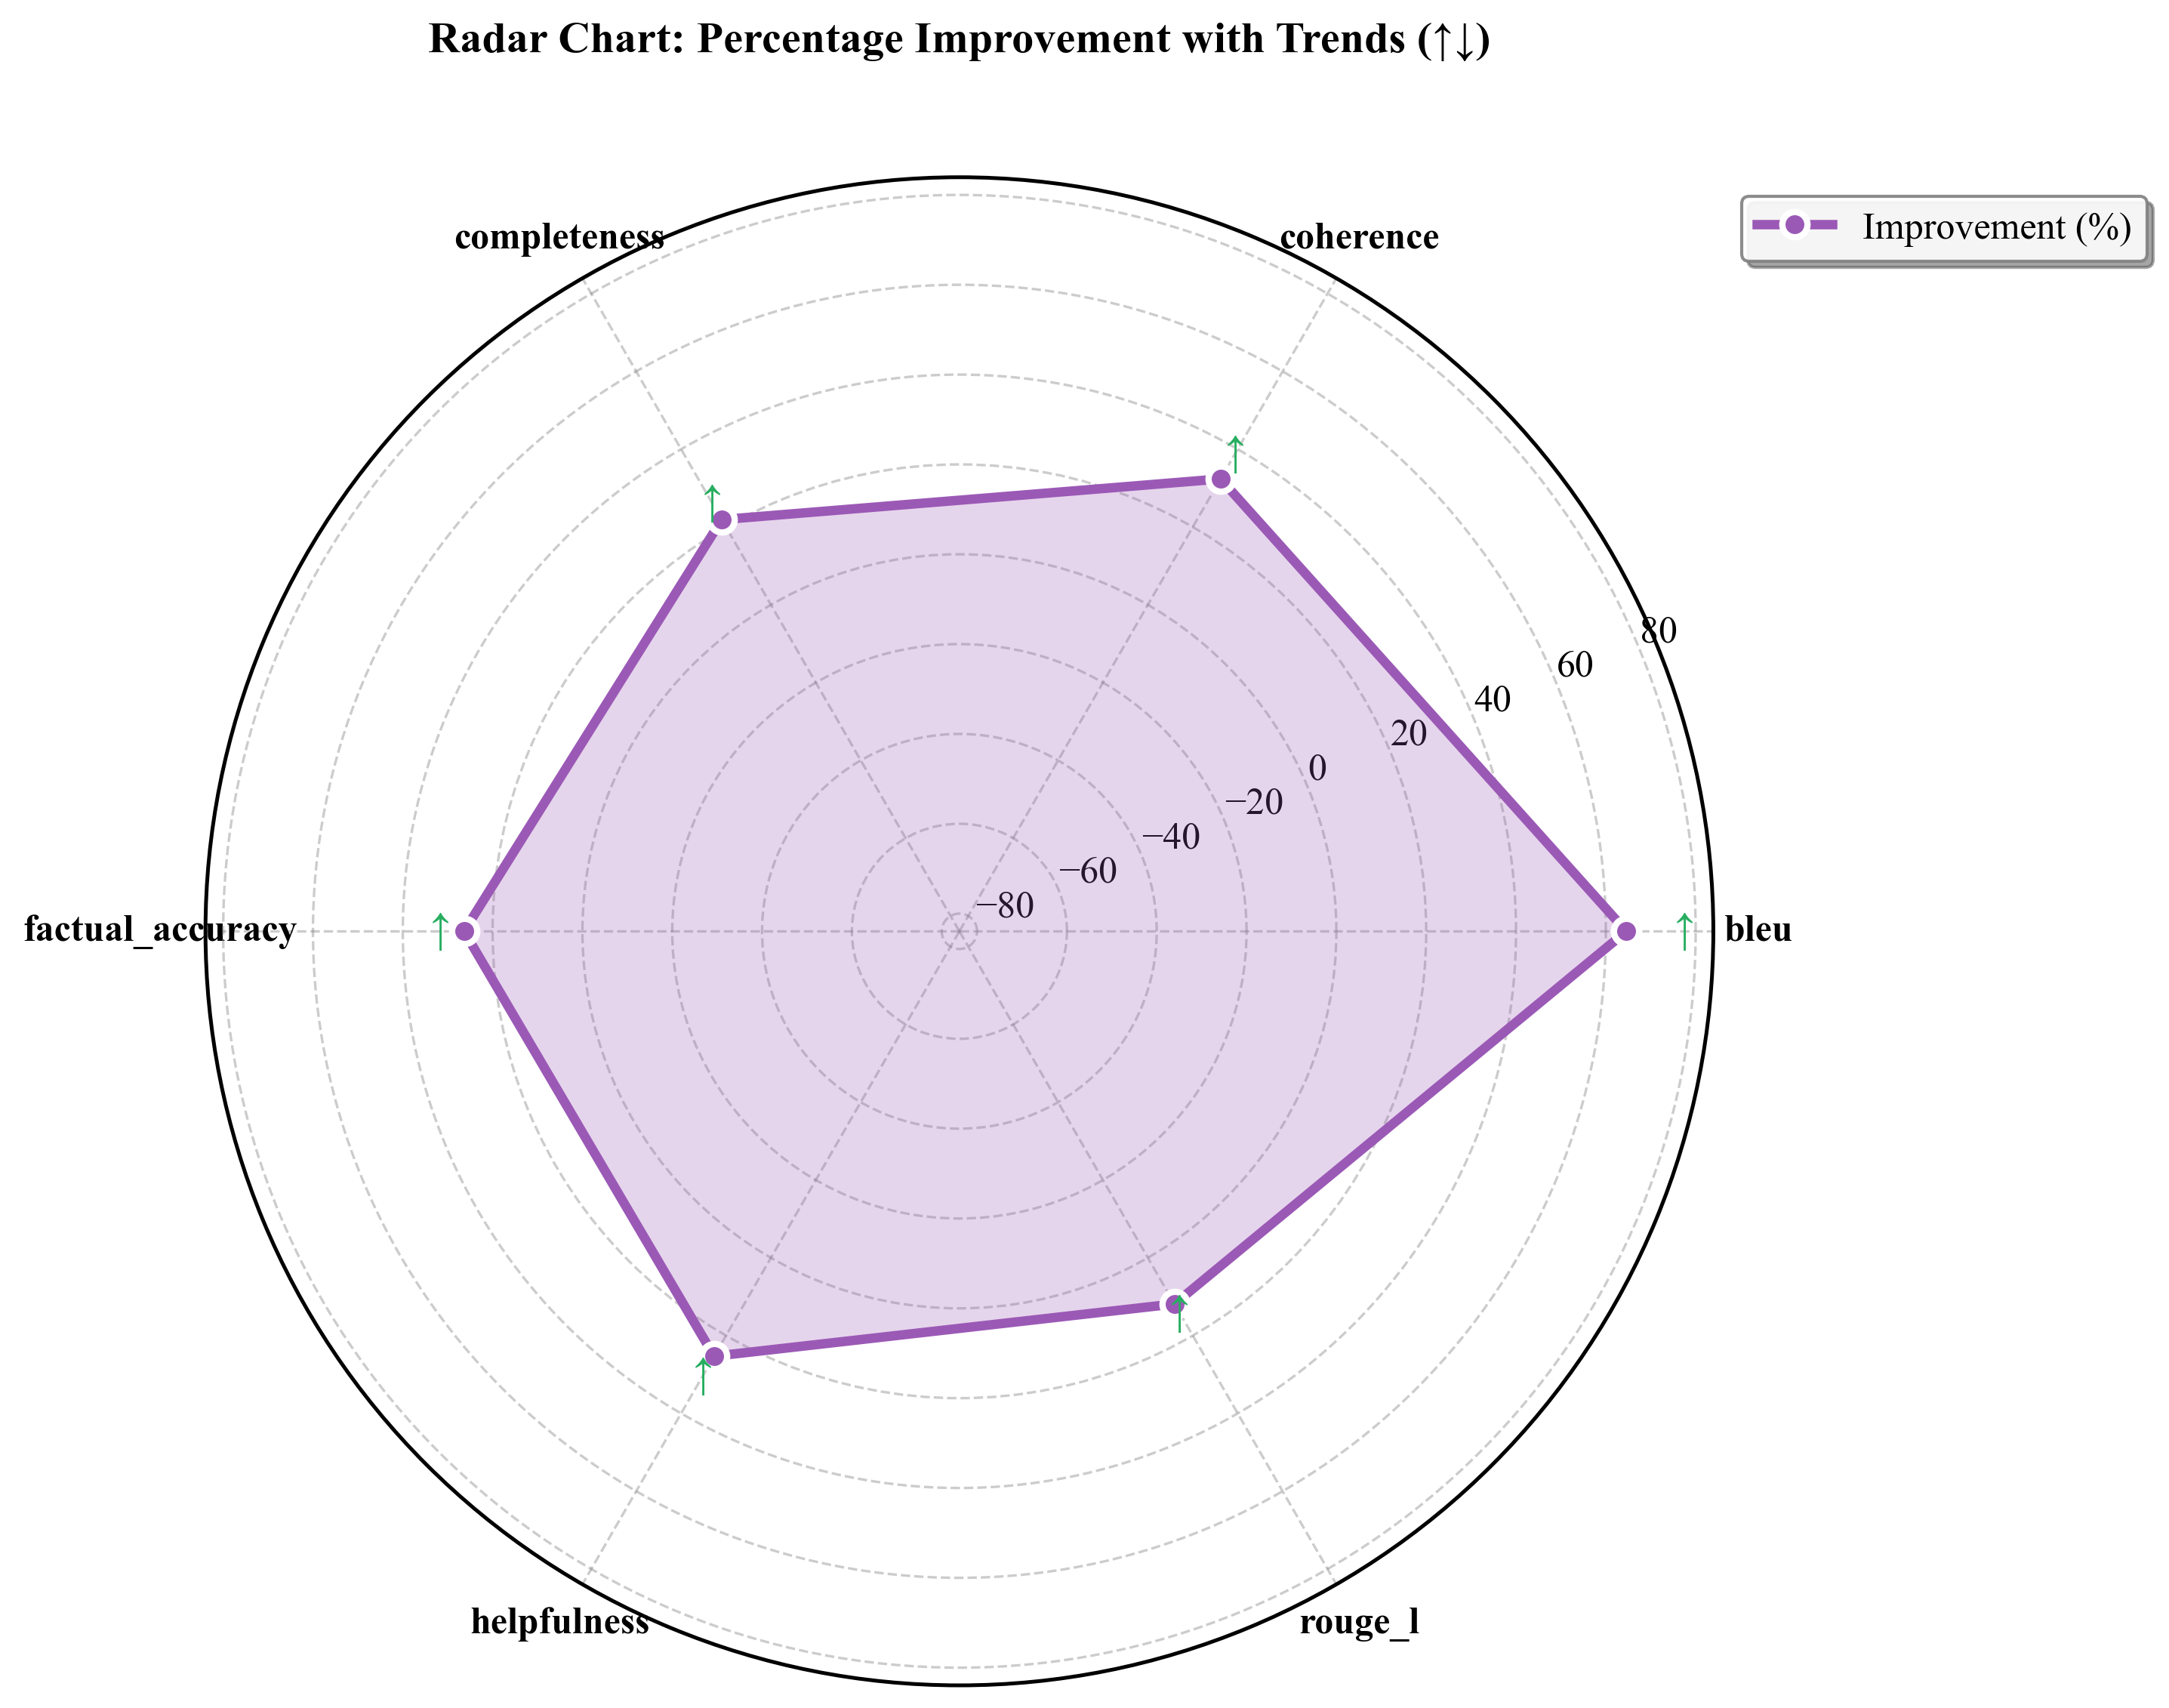 Radar Chart: Percentage Improvement with Trends (↑↓)
Improvement (%)
completeness
coherence
80
60
40
20
0
−20
−40
−60
−80
factual_accuracy
bleu
helpfulness
rouge_l